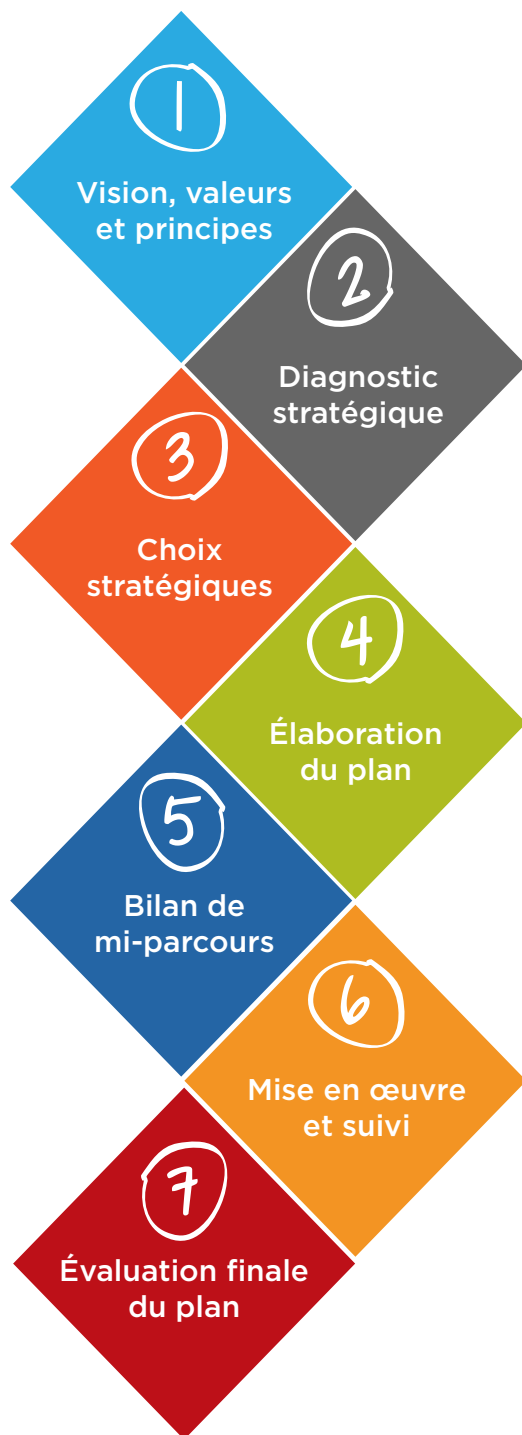 1
Vision, valeurs
et principes
2
Diagnostic
stratégique
3
Choix
stratégiques
4
Élaboration
du plan
5
Bilan de
mi-parcours
6
Mise en œuvre
et suivi
7
Évaluation finale
du plan